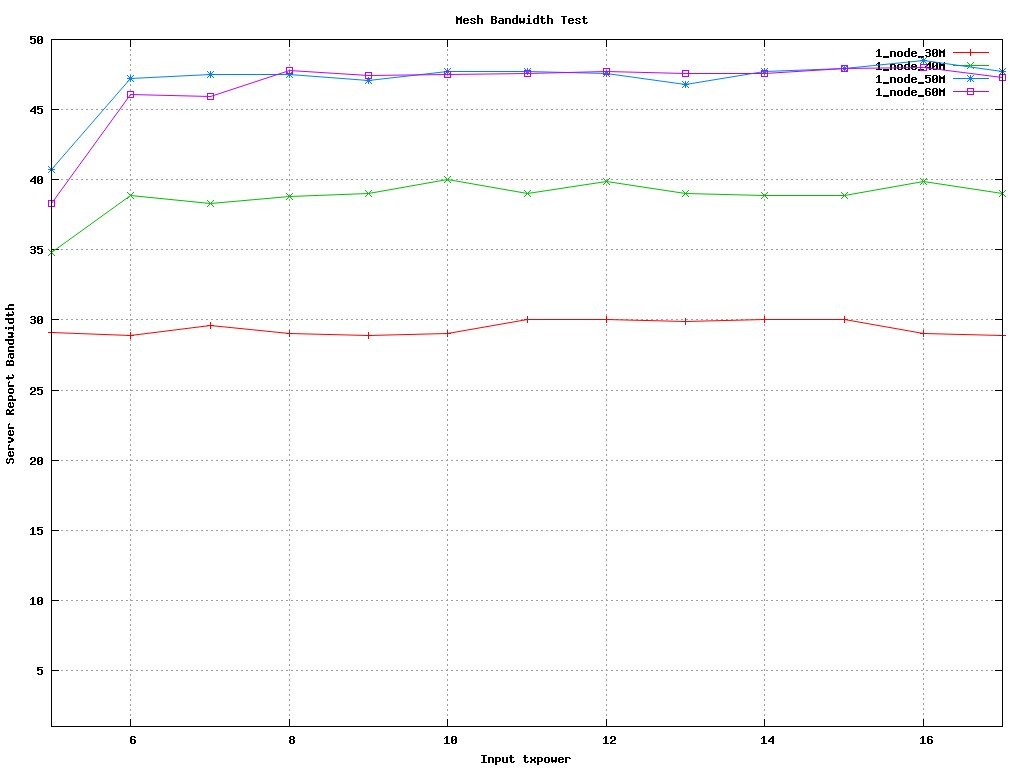 Mesh Bandwidth Test
50
45
40
35
30
25
20
15
10
5
Server Report Bandwidth
1_node_30M
1_node_40M
1_node_50M
1_node_60M
6 8 10 12 14 16
Input txpower